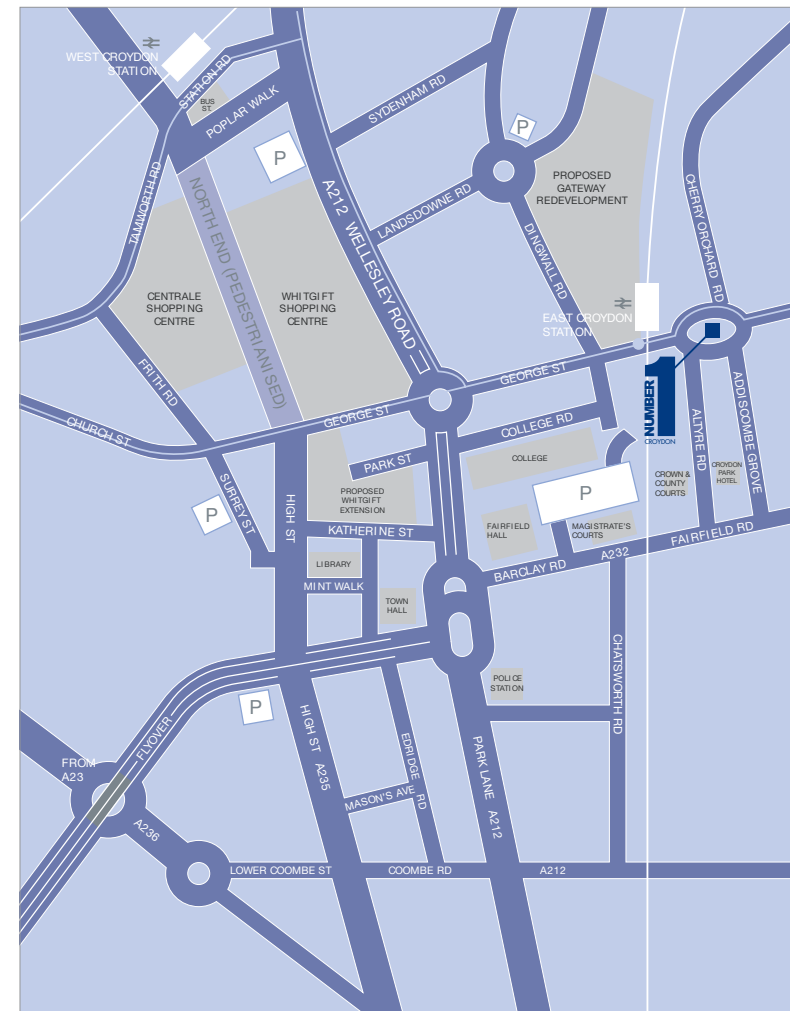 WEST CROYDON
STATION
STATION RD
BUS
ST.
POPLAR WALK
SYDENHAM RD
P
P
TAMWORTH RD
NORTH END (PEDESTRIANISED)
A212 WELLESLEY ROAD
LANDSDOWNE RD
DINGWALL RD
PROPOSED
GATEWAY
REDEVELOPMENT
CHERRY ORCHARD RD
CENTRALE
SHOPPING
CENTRE
WHITGIFT
SHOPPING
CENTRE
EAST CROYDON
STATION
FRITH RD
GEORGE ST
GEORGE ST
NUMBER
1
CROYDON
CHURCH ST
COLLEGE RD
ALTYRE RD
ADDISCOMBE GROVE
PARK ST
COLLEGE
SURREY ST
P
HIGH ST
PROPOSED
WHITGIFT
EXTENSION
P
CROWN &
COUNTY
COURTS
CROYDON
PARK
HOTEL
KATHERINE ST
FAIRFIELD
HALL
MAGISTRATE'S
COURTS
FAIRFIELD RD
A232
BARCLAY RD
LIBRARY
MINT WALK
TOWN
HALL
CHATSWORTH RD
POLICE
STATION
P
FLYOVER
FROM
A23
HIGH ST A235
EDRIDGE RD
PARK LANE A212
MASON'S AVE
A236
LOWER COOMBE ST
COOMBE RD
A212